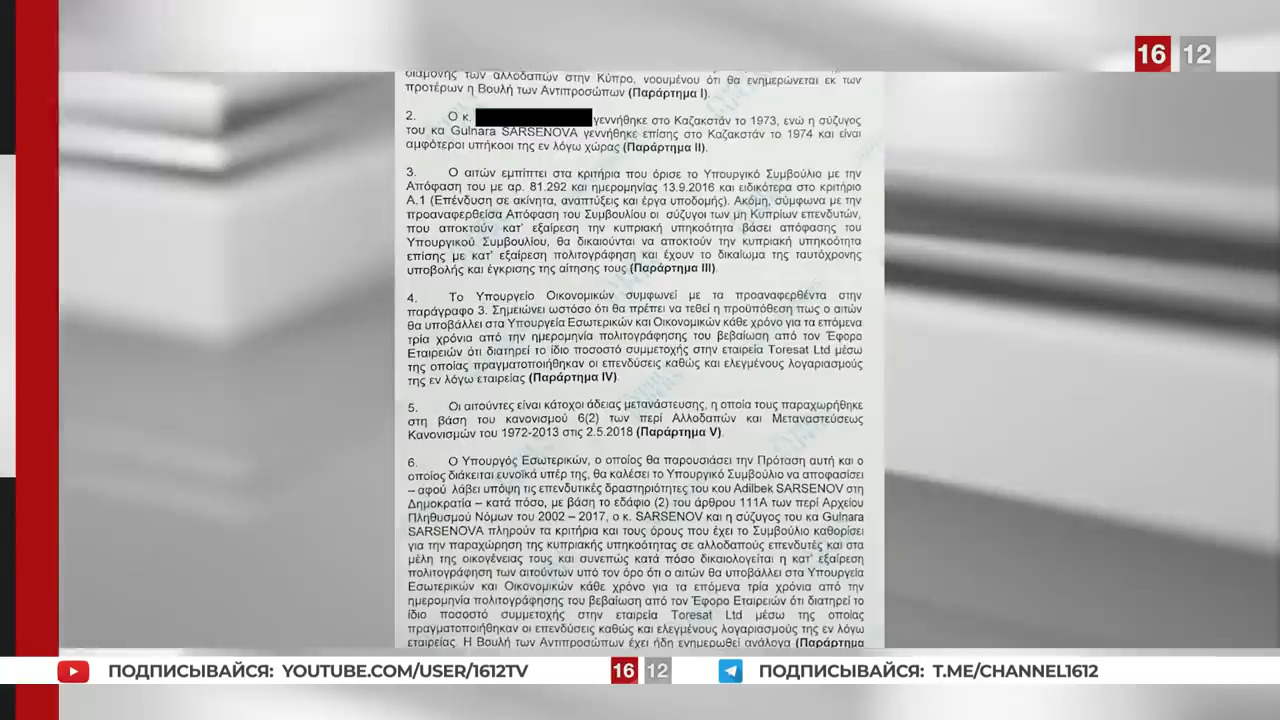 16 12
διαμονής των αλλοδαπών στην Κύπρο, νοουμένου ότι θα ενημερώνεται εκ των
προτέρων η Βουλή των Αντιπροσώπων (Παράρτημα Ι).
2. Ο κ. γεννήθηκε στο Καζακστάν το 1973, ενώ η σύζυγος
του κα Gulnara SARSENOVA γεννήθηκε επίσης στο Καζακστάν το 1974 και είναι
αμφότεροι υπήκοοι της εν λόγω χώρας (Παράρτημα ΙΙ).
3. Ο αιτών εμπίπτει στα κριτήρια που όρισε το Υπουργικό Συμβούλιο με την
Απόφαση του με αρ. 81.292 και ημερομηνίας 13.9.2016 και ειδικότερα στο κριτήριο
Α.1 (Επένδυση σε ακίνητα, αναπτύξεις και έργα υποδομής). Ακόμη, σύμφωνα με την
προαναφερθείσα Απόφαση του Συμβουλίου οι σύζυγοι των μη Κυπρίων επενδυτών,
που αποκτούν κατ' εξαίρεση την κυπριακή υπηκοότητα βάσει απόφασης του
Υπουργικού Συμβουλίου, θα δικαιούνται να αποκτούν την κυπριακή υπηκοότητα
επίσης με κατ' εξαίρεση πολιτογράφηση και έχουν το δικαίωμα της ταυτόχρονης
υποβολής και έγκρισης της αίτησης τους (Παράρτημα ΙΙΙ).
4. Το Υπουργείο Οικονομικών συμφωνεί με τα προαναφερθέντα στην
παράγραφο 3. Σημειώνει ωστόσο ότι θα πρέπει να τεθεί η προϋπόθεση πως ο αιτών
θα υποβάλλει στα Υπουργεία Εσωτερικών και Οικονομικών κάθε χρόνο για τα επόμενα
τρία χρόνια από την ημερομηνία πολιτογράφησης του βεβαίωση από τον Έφορο
Εταιρειών ότι διατηρεί το ίδιο ποσοστό συμμετοχής στην εταιρεία Toresat Ltd μέσω
της οποίας πραγματοποιήθηκαν οι επενδύσεις καθώς και ελεγμένους λογαριασμούς
της εν λόγω εταιρείας (Παράρτημα IV).
5. Οι αιτούντες είναι κάτοχοι άδειας μετανάστευσης, η οποία τους παραχωρήθηκε
στη βάση του κανονισμού 6(2) των περί Αλλοδαπών και Μεταναστεύσεως
Κανονισμών του 1972-2013 στις 2.5.2018 (Παράρτημα V).
6. Ο Υπουργός Εσωτερικών, ο οποίος θα παρουσιάσει την Πρόταση αυτή και ο
οποίος διάκειται ευνοϊκά υπέρ της, θα καλέσει το Υπουργικό Συμβούλιο να αποφασίσει
– αφού λάβει υπόψη τις επενδυτικές δραστηριότητες του κου Adilbek SARSENOV στη
Δημοκρατία – κατά πόσο, με βάση το εδάφιο (2) του άρθρου 111Α των περί Αρχείου
Πληθυσμού Νόμων του 2002 – 2017, ο κ. SARSENOV και η σύζυγος του κα Gulnara
SARSENOVA πληρούν τα κριτήρια και τους όρους που έχει το Συμβούλιο καθορίσει
για την παραχώρηση της κυπριακής υπηκοότητας σε αλλοδαπούς επενδυτές και στα
μέλη της οικογένειας τους και συνεπώς κατά πόσο δικαιολογείται η κατ' εξαίρεση
πολιτογράφηση των αιτούντων υπό τον όρο ότι ο αιτών θα υποβάλλει στα Υπουργεία
Εσωτερικών και Οικονομικών κάθε χρόνο για τα επόμενα τρία χρόνια από την
ημερομηνία πολιτογράφησης του βεβαίωση από τον Έφορο Εταιρειών ότι διατηρεί το
ίδιο ποσοστό συμμετοχής στην εταιρεία Toresat Ltd μέσω της οποίας
πραγματοποιήθηκαν οι επενδύσεις καθώς και ελεγμένους λογαριασμούς της εν λόγω
εταιρείας. Η Βουλή των Αντιπροσώπων έχει ήδη ενημερωθεί ανάλογα (Παράρτημα
ПОДПИСЫВАЙСЯ: YOUTUBE.COM/USER/1612TV
16 12
ПОДПИСЫВАЙСЯ: T.ME/CHANNEL1612